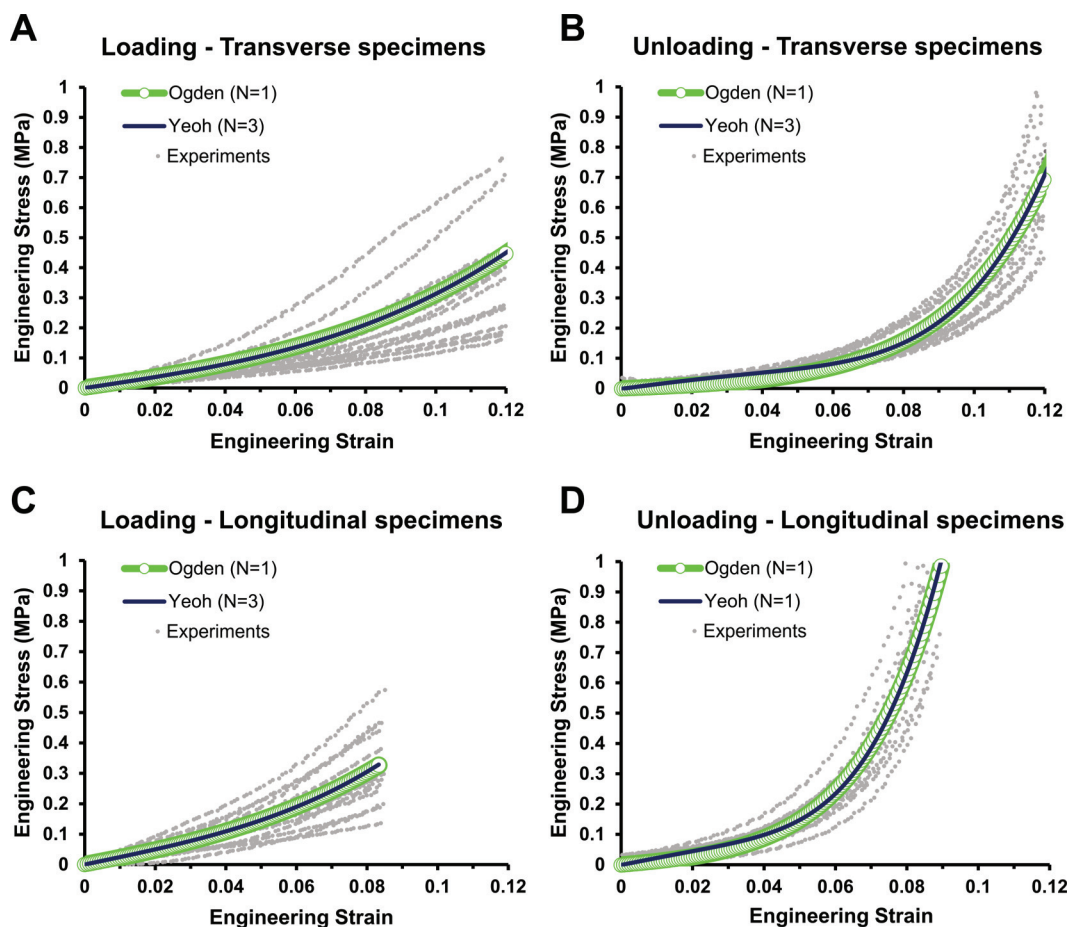 A
Loading - Transverse specimens
Engineering Stress (MPa)
1
0.9
0.8
0.7
0.6
0.5
0.4
0.3
0.2
0.1
0
Ogden (N=1)
Yeoh (N=3)
Experiments
0 0.02 0.04 0.06 0.08 0.1 0.12
Engineering Strain
B
Unloading - Transverse specimens
Engineering Stress (MPa)
1
0.9
0.8
0.7
0.6
0.5
0.4
0.3
0.2
0.1
0
Ogden (N=1)
Yeoh (N=3)
Experiments
0 0.02 0.04 0.06 0.08 0.1 0.12
Engineering Strain
C
Loading - Longitudinal specimens
Engineering Stress (MPa)
1
0.9
0.8
0.7
0.6
0.5
0.4
0.3
0.2
0.1
0
Ogden (N=1)
Yeoh (N=3)
Experiments
0 0.02 0.04 0.06 0.08 0.1 0.12
Engineering Strain
D
Unloading - Longitudinal specimens
Engineering Stress (MPa)
1
0.9
0.8
0.7
0.6
0.5
0.4
0.3
0.2
0.1
0
Ogden (N=1)
Yeoh (N=1)
Experiments
0 0.02 0.04 0.06 0.08 0.1 0.12
Engineering Strain